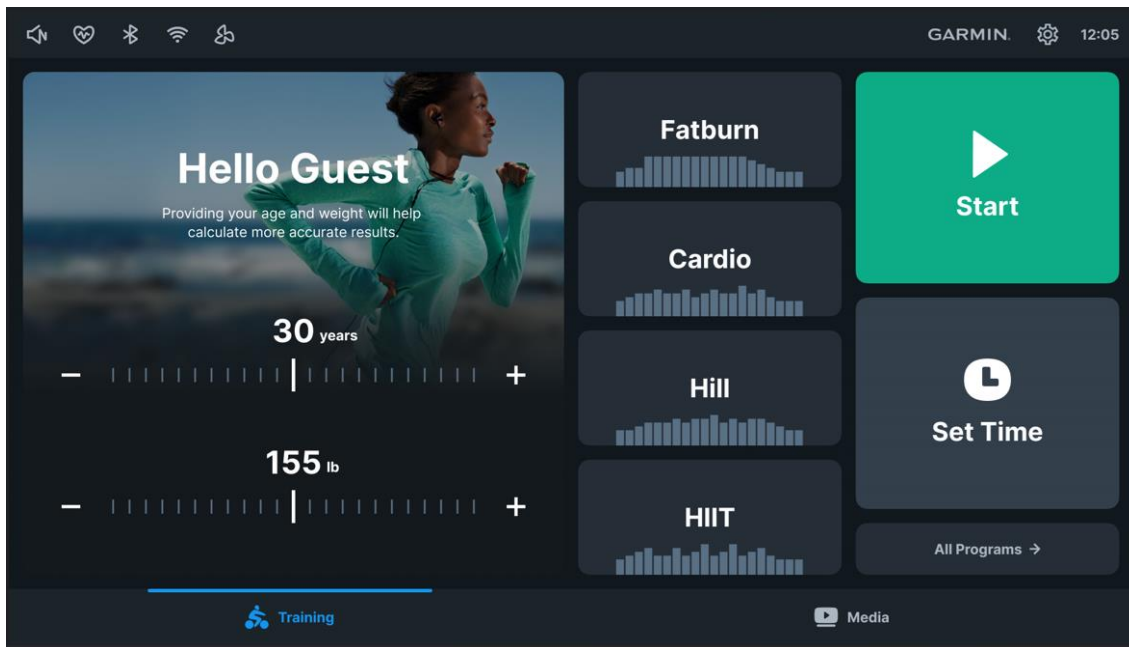 GARMIN.
12:05
Hello Guest
Providing your age and weight will help
calculate more accurate results.
30 years
155 lb
Fatburn
Cardio
Hill
HIIT
Start
Set Time
All Programs →
Training
Media